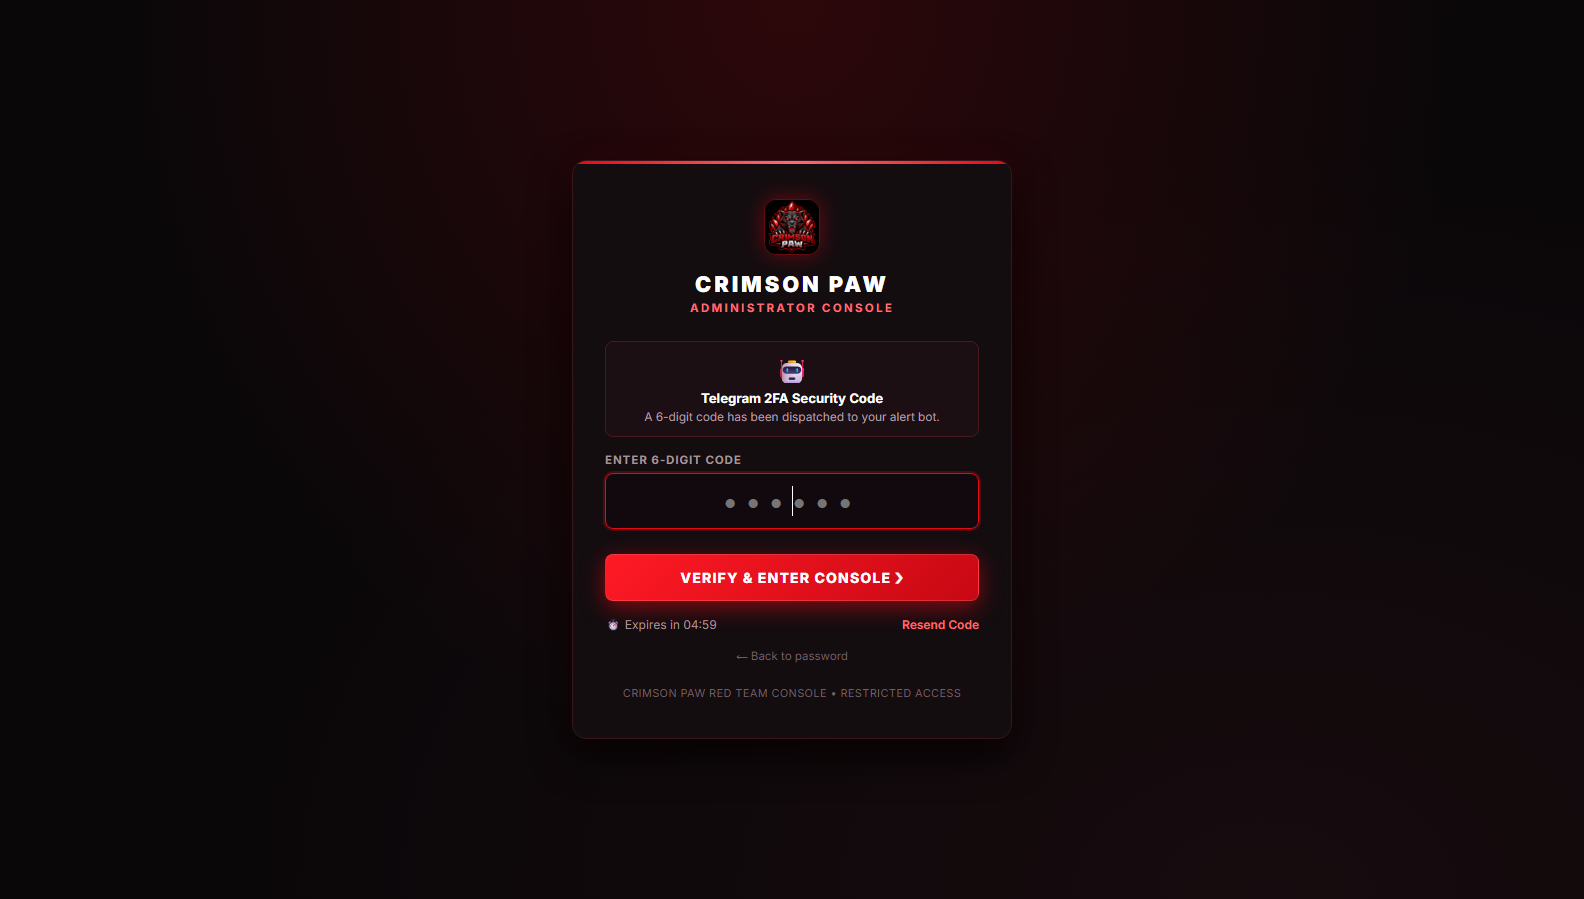 CRIMSON
PAW
CRIMSON PAW
ADMINISTRATOR CONSOLE
Telegram 2FA Security Code
A 6-digit code has been dispatched to your alert bot.
ENTER 6-DIGIT CODE
VERIFY & ENTER CONSOLE ❯
Expires in 04:59
Resend Code
← Back to password
CRIMSON PAW RED TEAM CONSOLE • RESTRICTED ACCESS